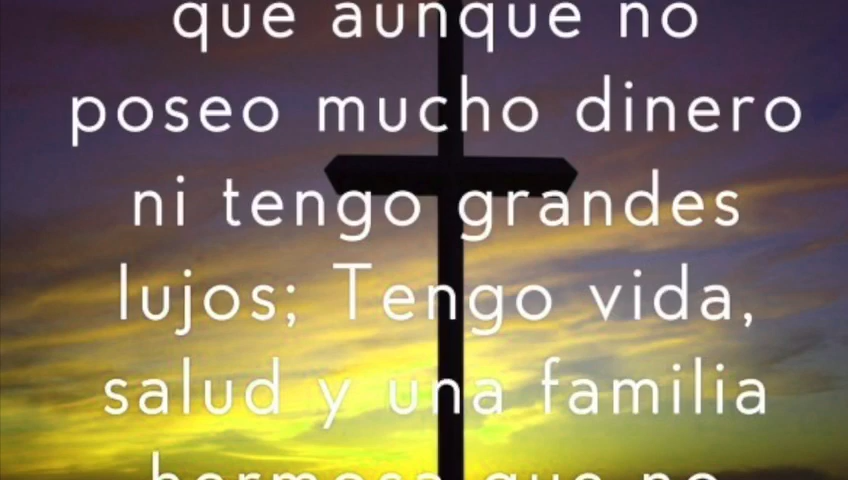 que aunque no
poseo mucho dinero
ni tengo grandes
lujos; Tengo vida,
salud y una familia
hermosa que no